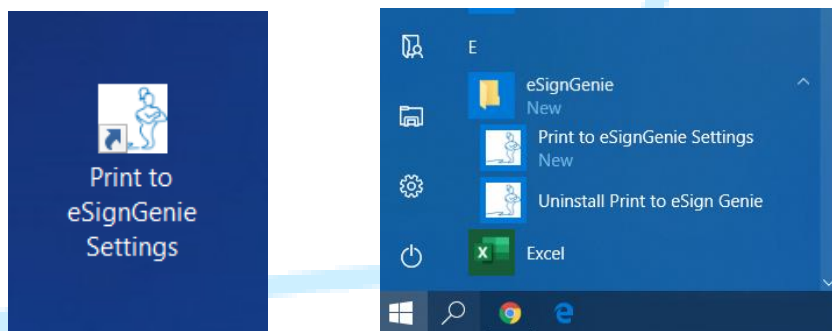 Print to
eSignGenie
Settings
E
eSignGenie
New
Print to eSignGenie Settings
New
Uninstall Print to eSign Genie
Excel